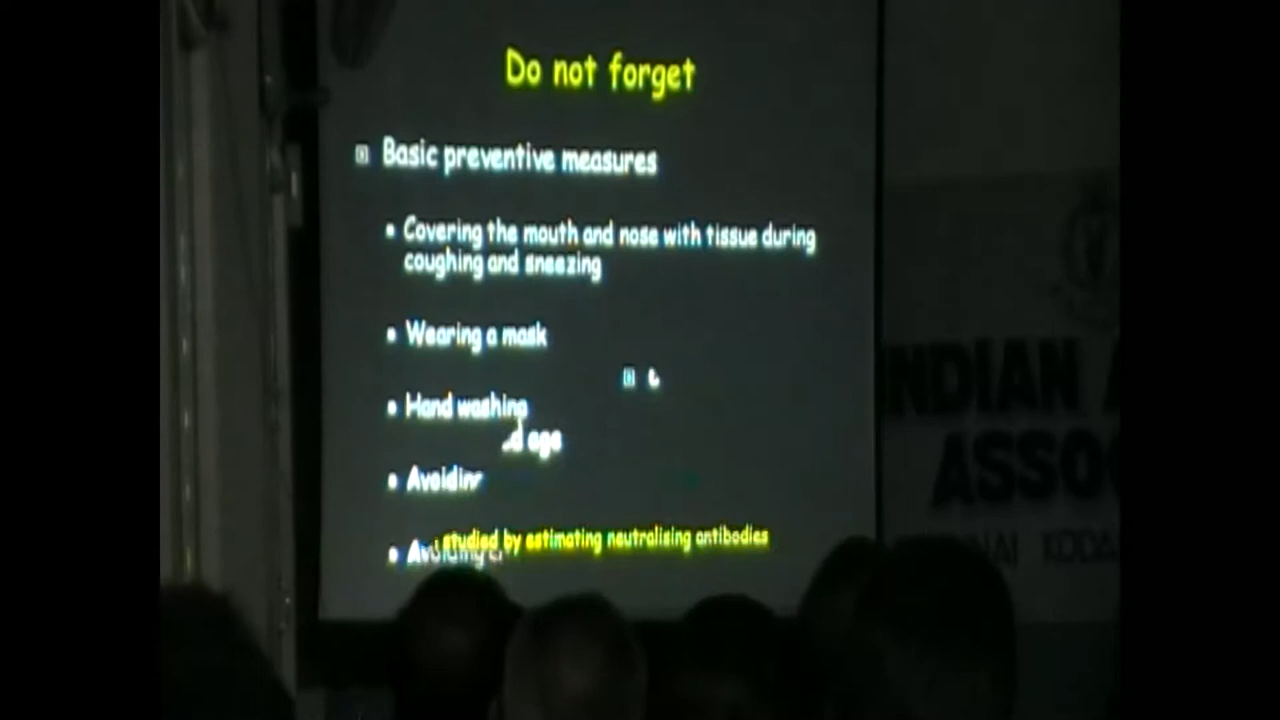 Do not forget
Basic preventive measures
• Covering the mouth and nose with tissue during
coughing and sneezing
• Wearing a mask
• Hand washing
age
•
• studied by estimating neutralising antibodies
INDIAN
ASSO